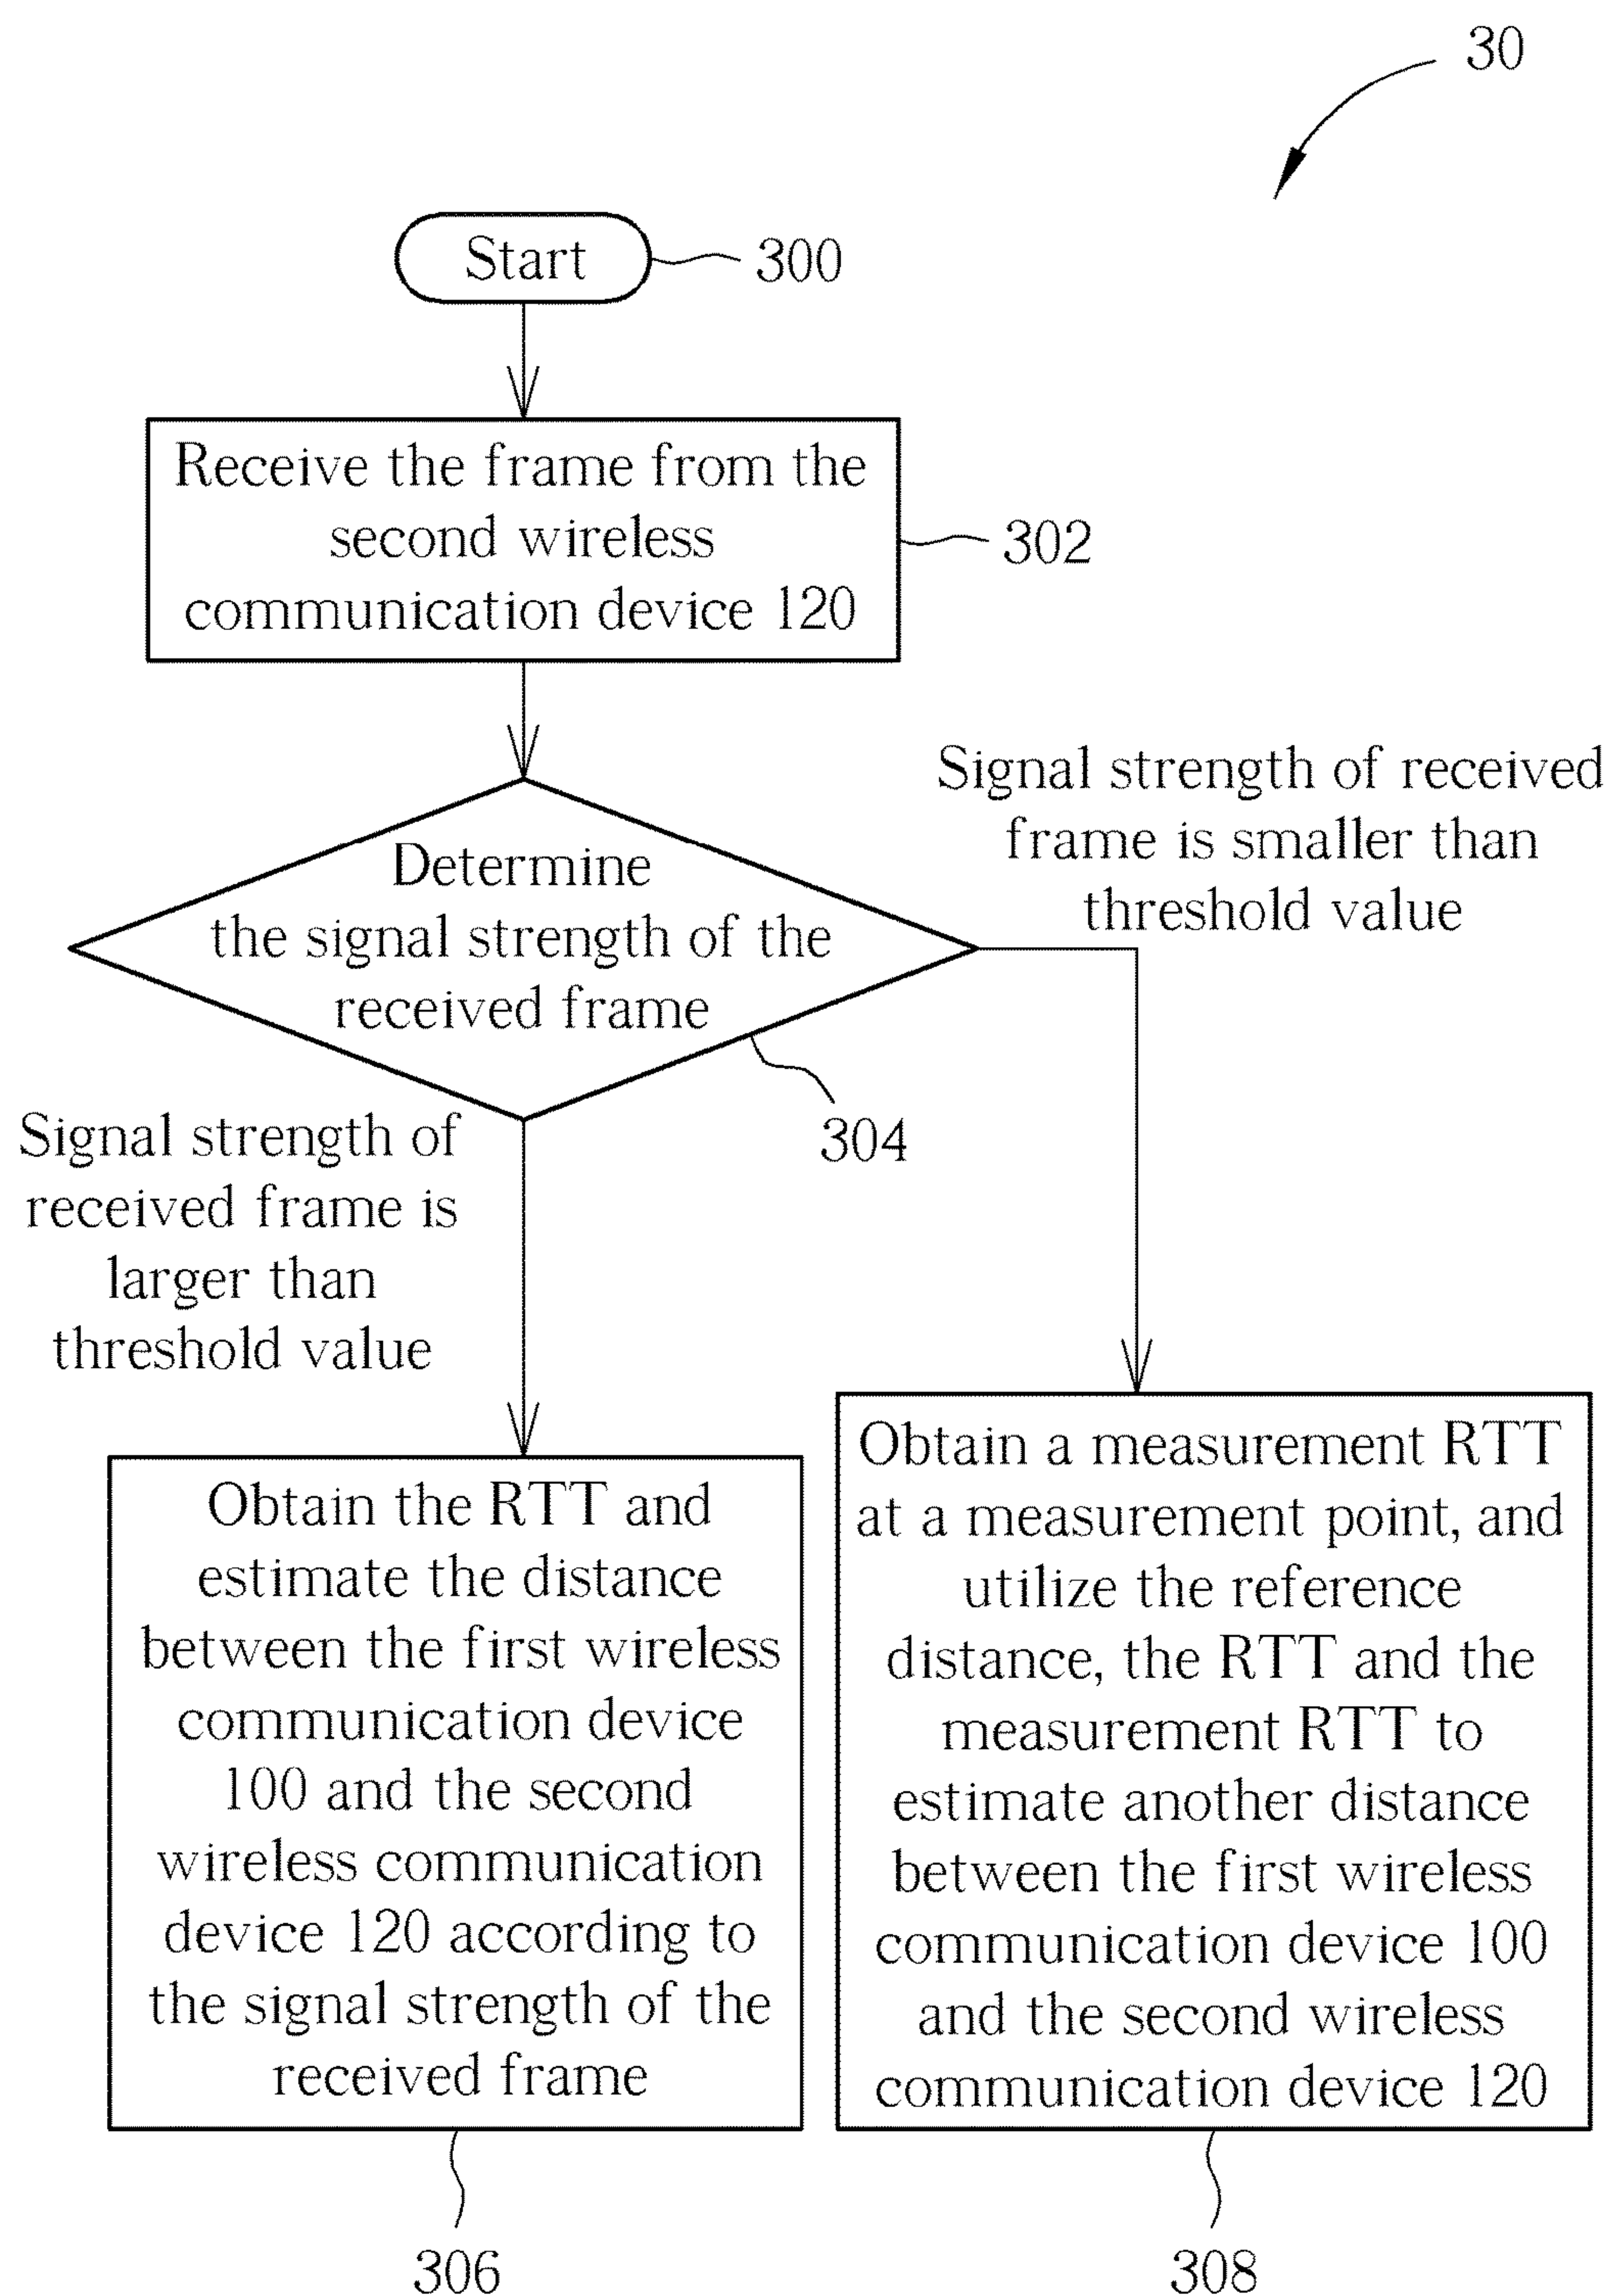 30
Start
300
Receive the frame from the
second wireless
communication device 120
302
Determine
the signal strength of the
received frame
304
Signal strength of received
frame is smaller than
threshold value
Signal strength of
received frame is
larger than
threshold value
Obtain the RTT and
estimate the distance
between the first wireless
communication device
100 and the second
wireless communication
device 120 according to
the signal strength of the
received frame
306
Obtain a measurement RTT
at a measurement point, and
utilize the reference
distance, the RTT and the
measurement RTT to
estimate another distance
between the first wireless
communication device 100
and the second wireless
communication device 120
308